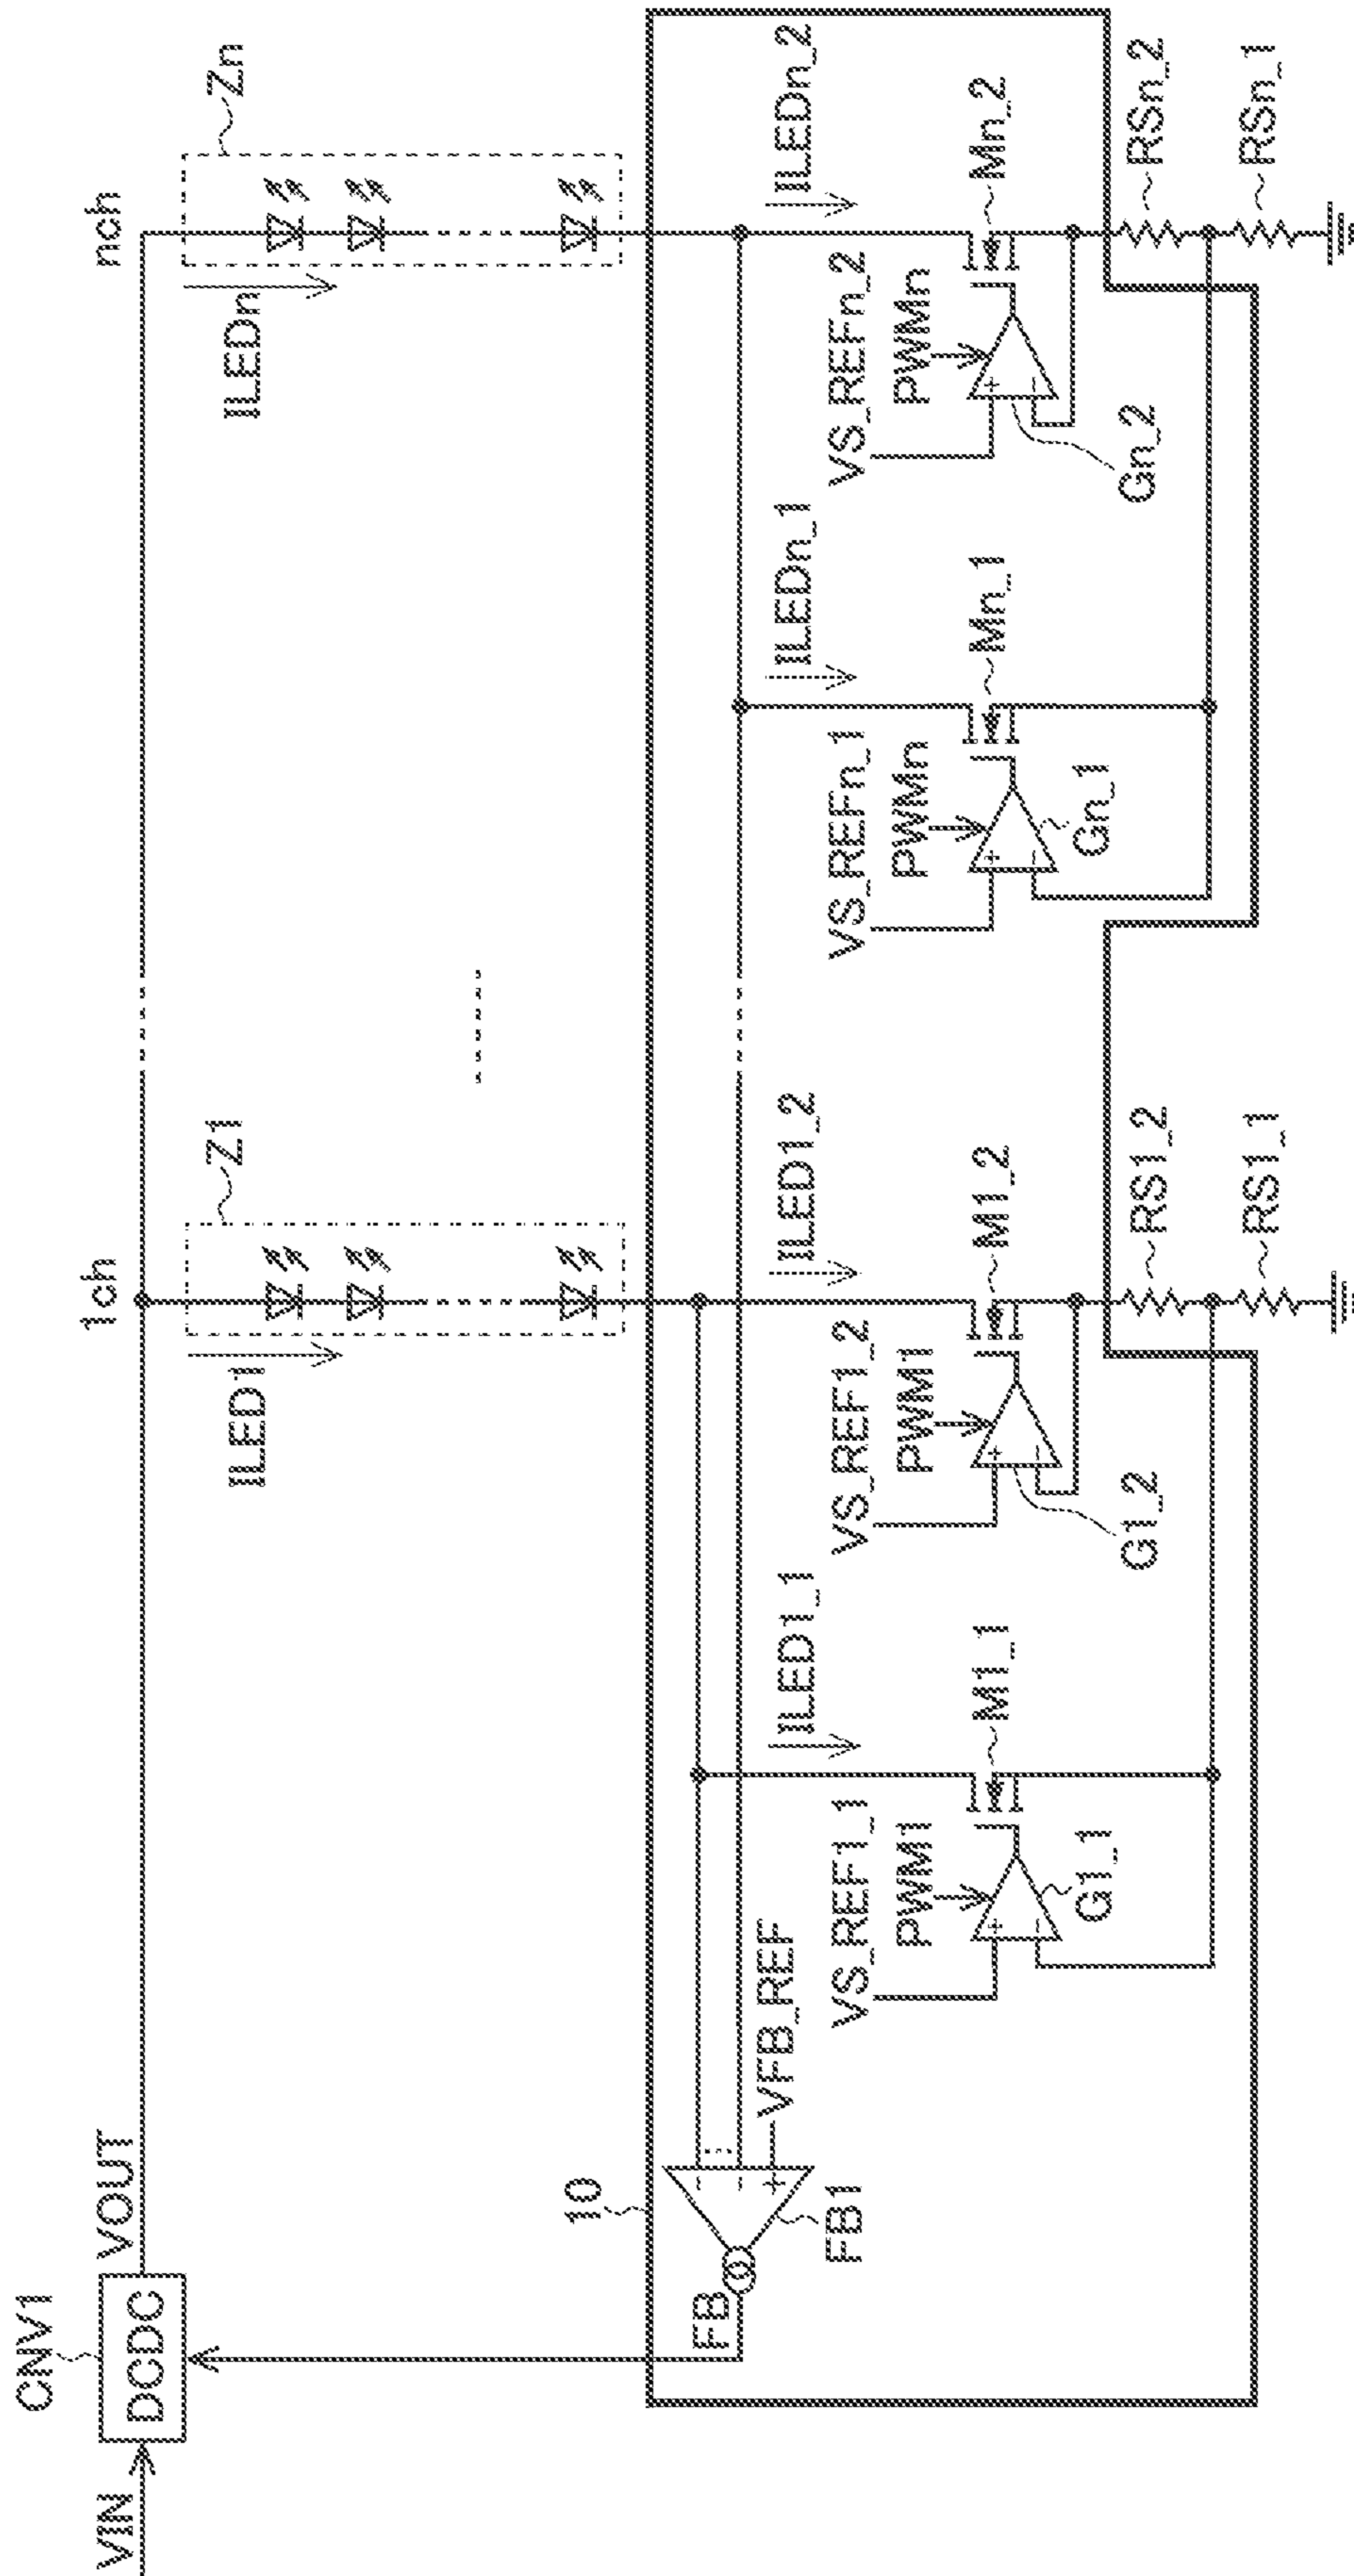 CNV1
VIN
DCDC
VOUT
1ch
nch
Z1
Zn
ILED1
ILEDn
10
FB
FB1
VFB_REF
ILED1_1
ILED1_2
ILEDn_1
ILEDn_2
VS_REF1_1
PWM1
M1_1
G1_1
VS_REF1_2
PWM1
M1_2
G1_2
VS_REFn_1
PWMn
Mn_1
Gn_1
VS_REFn_2
PWMn
Mn_2
Gn_2
RS1_2
RS1_1
RSn_2
RSn_1